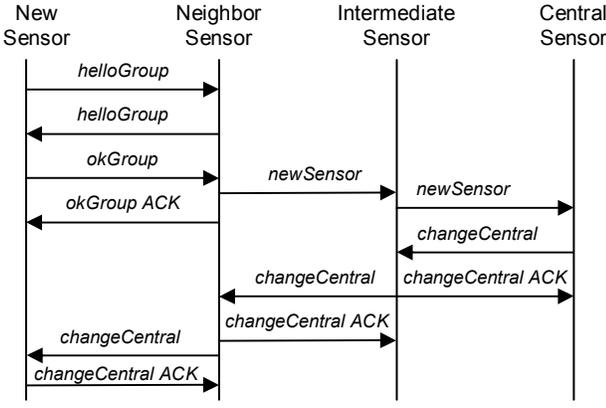 New Neighbor Intermediate Central
Sensor Sensor Sensor Sensor
helloGroup
helloGroup
okGroup
newSensor
newSensor
okGroup ACK
changeCentral
changeCentral changeCentral ACK
changeCentral ACK
changeCentral
changeCentral ACK